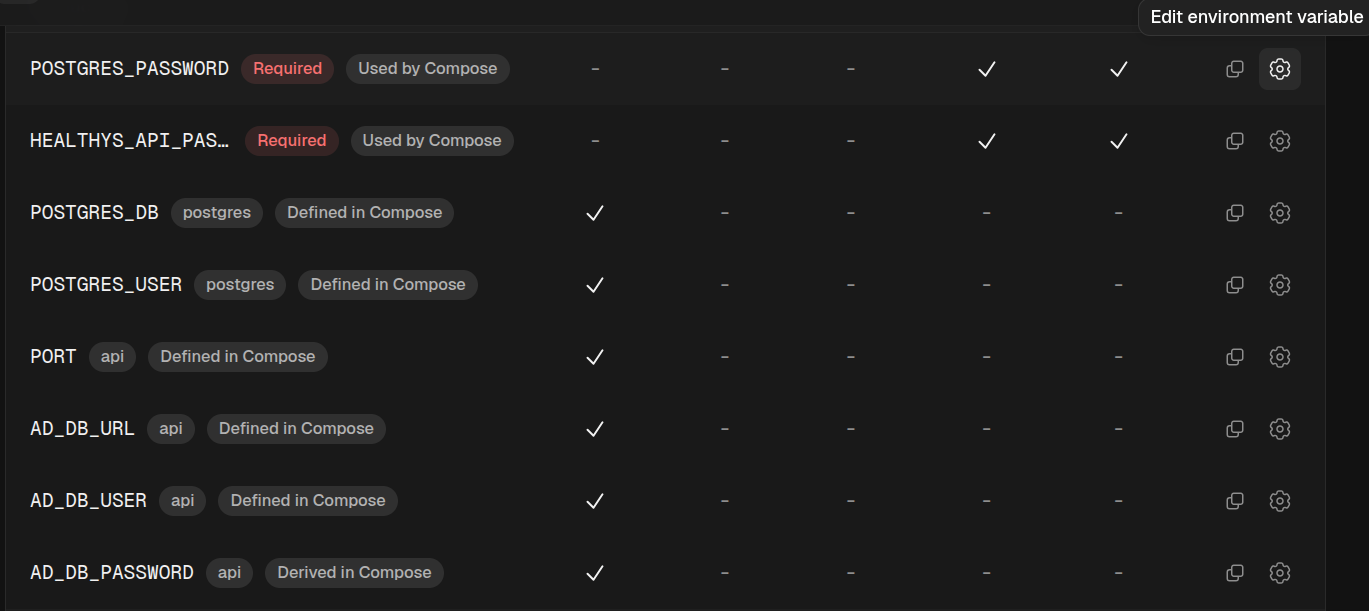 Edit environment variable
POSTGRES_PASSWORD Required Used by Compose - - - ✓ ✓
HEALTHYS_API_PAS… Required Used by Compose - - - ✓ ✓
POSTGRES_DB postgres Defined in Compose ✓ - - - -
POSTGRES_USER postgres Defined in Compose ✓ - - - -
PORT api Defined in Compose ✓ - - - -
AD_DB_URL api Defined in Compose ✓ - - - -
AD_DB_USER api Defined in Compose ✓ - - - -
AD_DB_PASSWORD api Derived in Compose ✓ - - - -